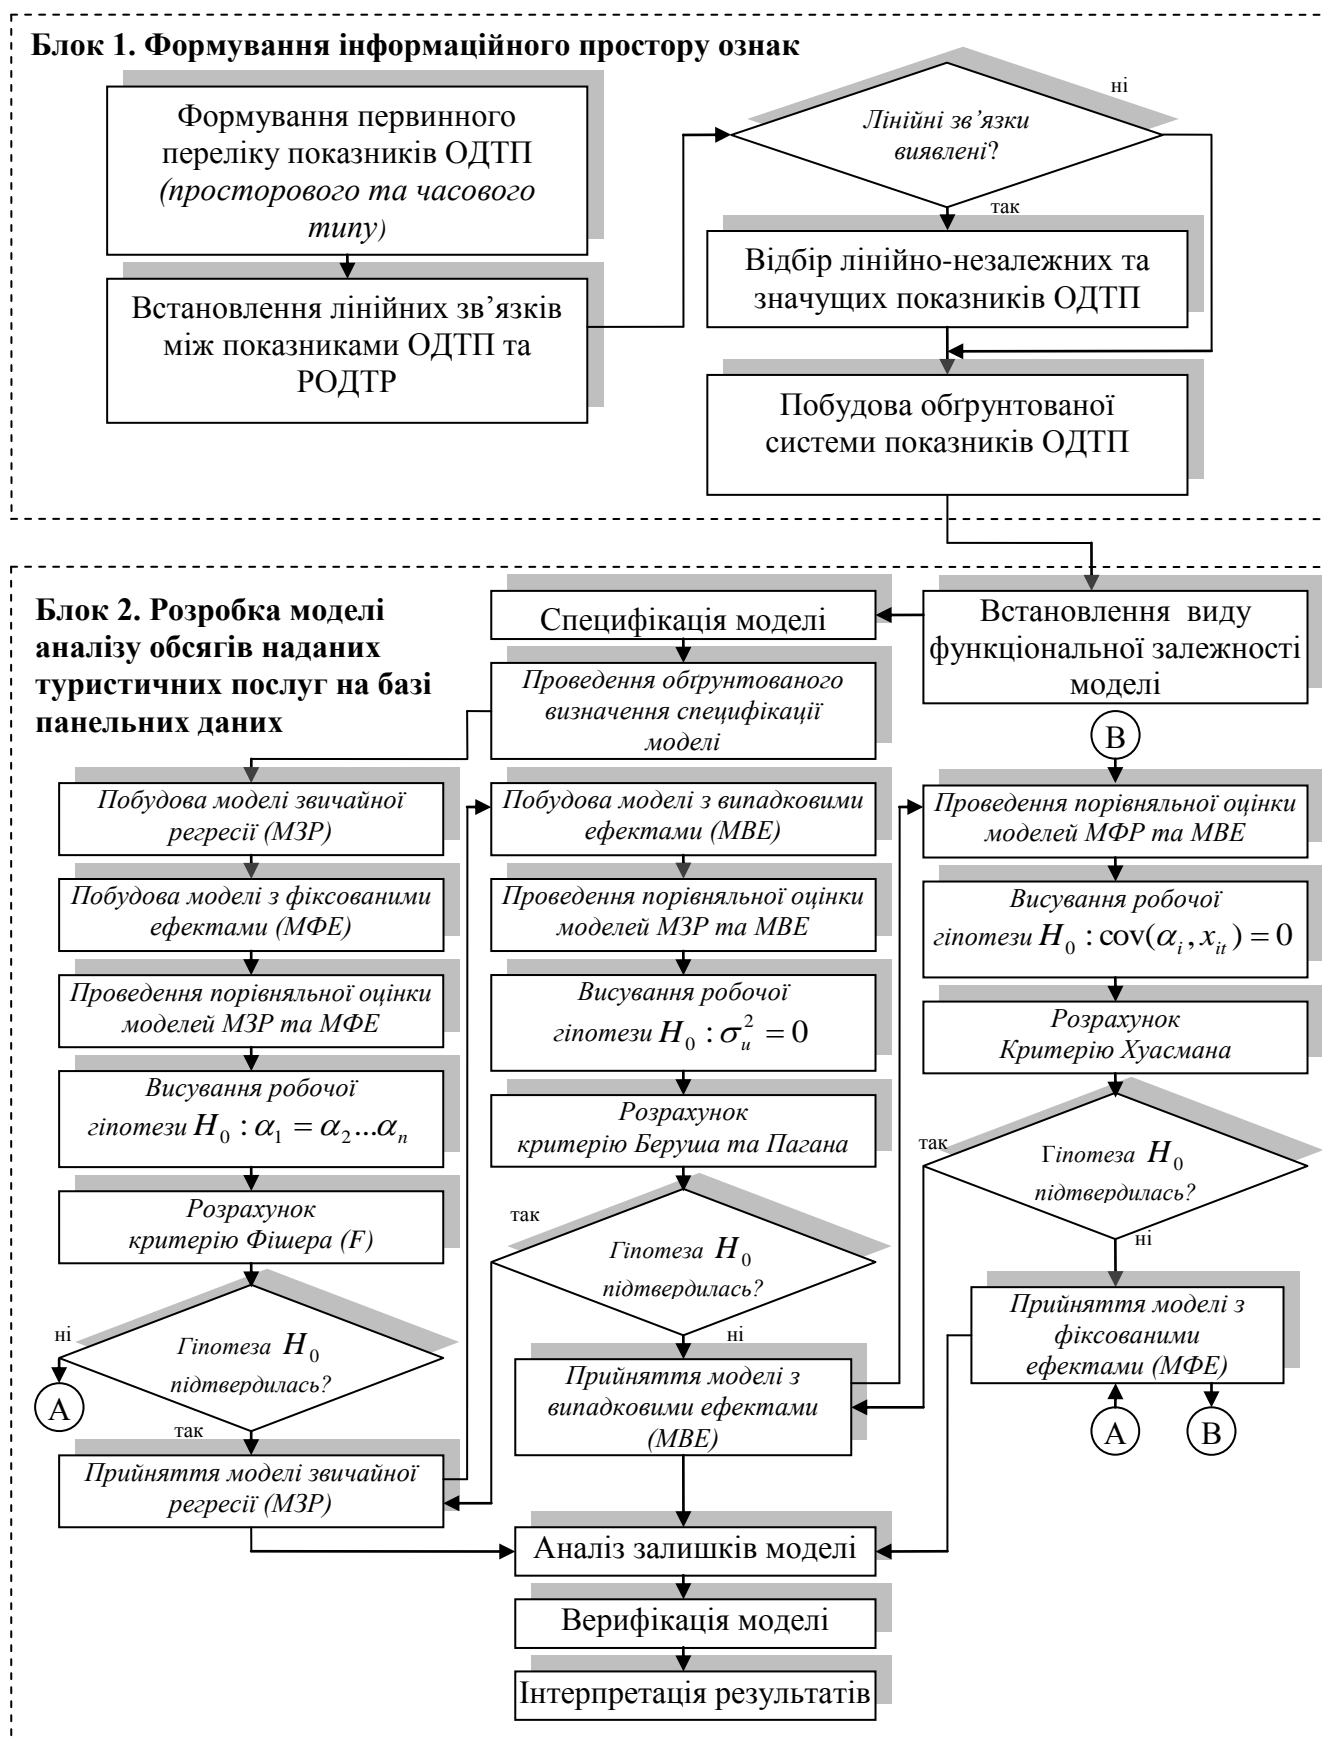 Блок 1. Формування інформаційного простору ознак
Формування первинного
переліку показників ОДТП
(просторового та часового
типу)
Встановлення лінійних зв’язків
між показниками ОДТП та
РОДТР
ні
Лінійні зв’язки
виявлені?
так
Відбір лінійно-незалежних та
значущих показників ОДТП
Побудова обґрунтованої
системи показників ОДТП
Блок 2. Розробка моделі
аналізу обсягів наданих
туристичних послуг на базі
панельних даних
Встановлення виду
функціональної залежності
моделі
Специфікація моделі
Проведення обґрунтованого
визначення специфікації
моделі
Побудова моделі звичайної
регресії (МЗР)
Побудова моделі з фіксованими
ефектами (МФЕ)
Проведення порівняльної оцінки
моделей МЗР та МФЕ
Висування робочої
гіпотези H₀ : α₁ = α₂...αₙ
Розрахунок
критерію Фішера (F)
ні
Гіпотеза H₀
підтвердилась?
A
так
Прийняття моделі звичайної
регресії (МЗР)
Побудова моделі з випадковими
ефектами (МВЕ)
Проведення порівняльної оцінки
моделей МЗР та МВЕ
Висування робочої
гіпотези H₀ : σᵤ² = 0
Розрахунок
критерію Беруша та Пагана
так
Гіпотеза H₀
підтвердилась?
ні
Прийняття моделі з
випадковими ефектами
(МВЕ)
B
Проведення порівняльної оцінки
моделей МФР та МВЕ
Висування робочої
гіпотези H₀ : cov(αᵢ, xᵢₜ) = 0
Розрахунок
Критерію Хуасмана
так
Гіпотеза H₀
підтвердилась?
ні
Прийняття моделі з
фіксованими
ефектами (МФЕ)
A
B
Аналіз залишків моделі
Верифікація моделі
Інтерпретація результатів